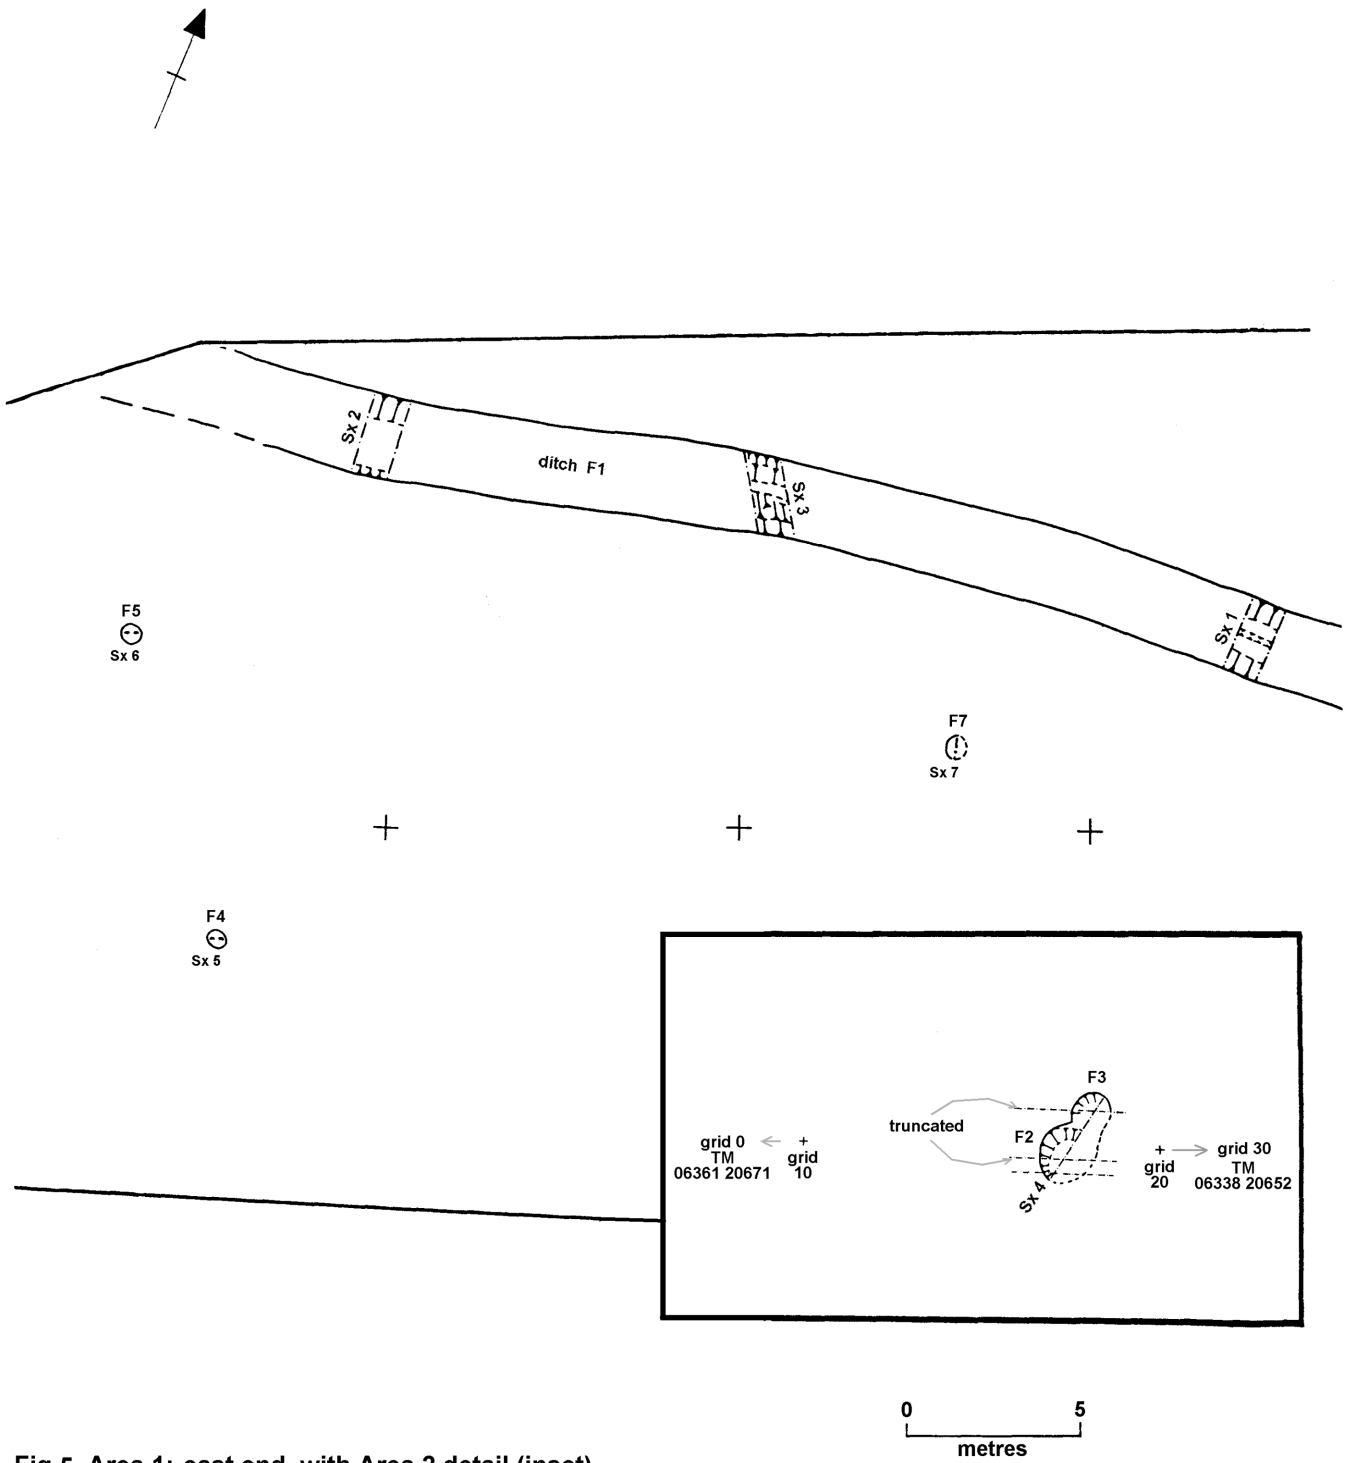 Sx 2
ditch F1
Sx 3
Sx 1
F5
Sx 6
F7
Sx 7
F4
Sx 5
F3
truncated
F2
grid 0
TM
06361 20671
+
grid
10
+
grid
20
grid 30
TM
06338 20652
Sx 4
0 5
metres
Fig 5 Area 1: east end, with Area 2 detail (inset).